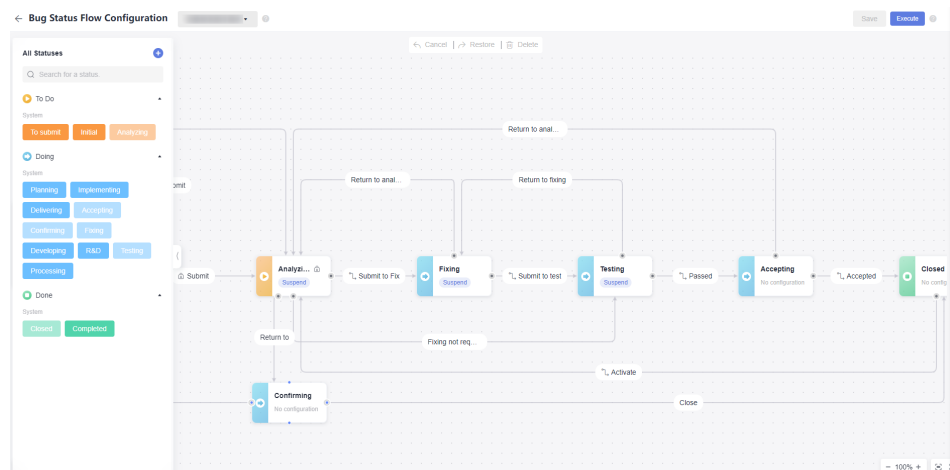 Bug Status Flow Configuration
Save
Execute
All Statuses
Cancel
Restore
Delete
Search for a status.
To Do
System
To submit
Initial
Analyzing
Doing
System
Planning
Implementing
Delivering
Accepting
Confirming
Fixing
Developing
R&D
Testing
Processing
Done
System
Closed
Completed
Return to anal...
Return to anal...
Return to fixing
omit
Submit
Analyzi...
Suspend
Submit to Fix
Fixing
Suspend
Submit to test
Testing
Suspend
Passed
Accepting
No configuration
Accepted
Closed
No config
Return to
Fixing not req...
Activate
Confirming
No configuration
Close
100%